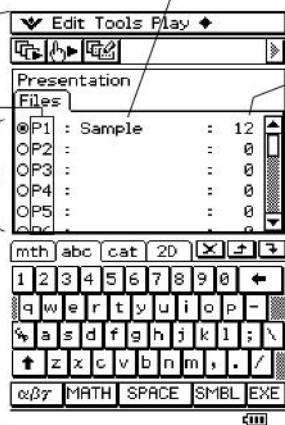 Edit Tools Play
Presentation
Files
P1 : Sample : 12
P2 : : 0
P3 : : 0
P4 : : 0
P5 : : 0
mth abc cat 2D
1 2 3 4 5 6 7 8 9 0
q w e r t y u i o p -
a s d f g h j k l ; \
z x c v b n m , . /
αβγ MATH SPACE SMBL EXE